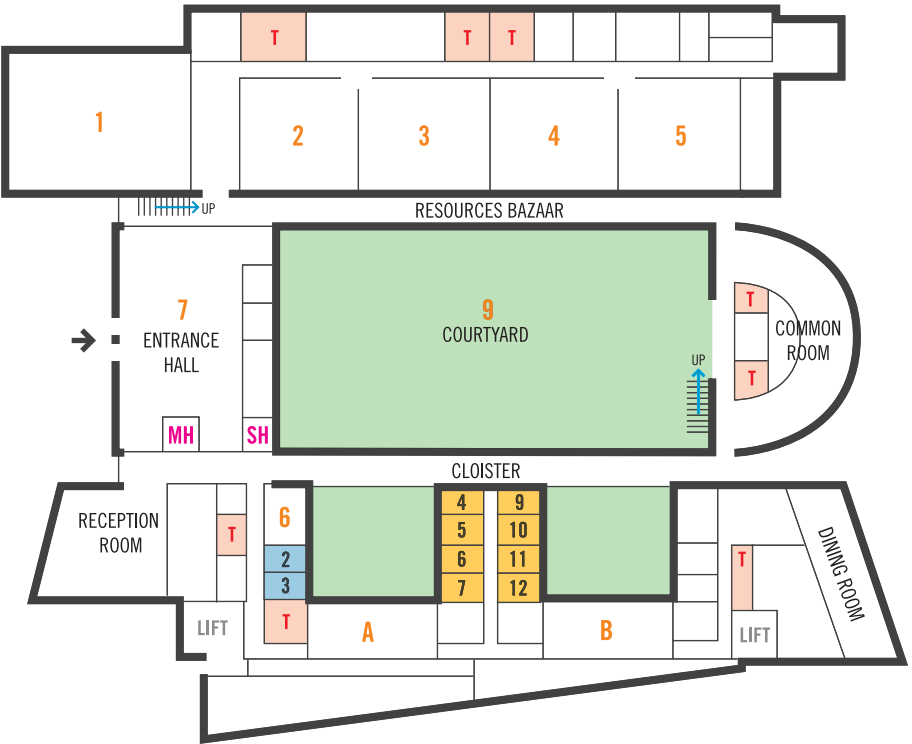 T
T
T
1
2
3
4
5
UP
RESOURCES BAZAAR
7
ENTRANCE
HALL
9
COURTYARD
T
COMMON
ROOM
UP
T
MH
SH
CLOISTER
RECEPTION
ROOM
T
6
2
3
T
4
5
6
7
9
10
11
12
T
DINING ROOM
LIFT
A
B
LIFT